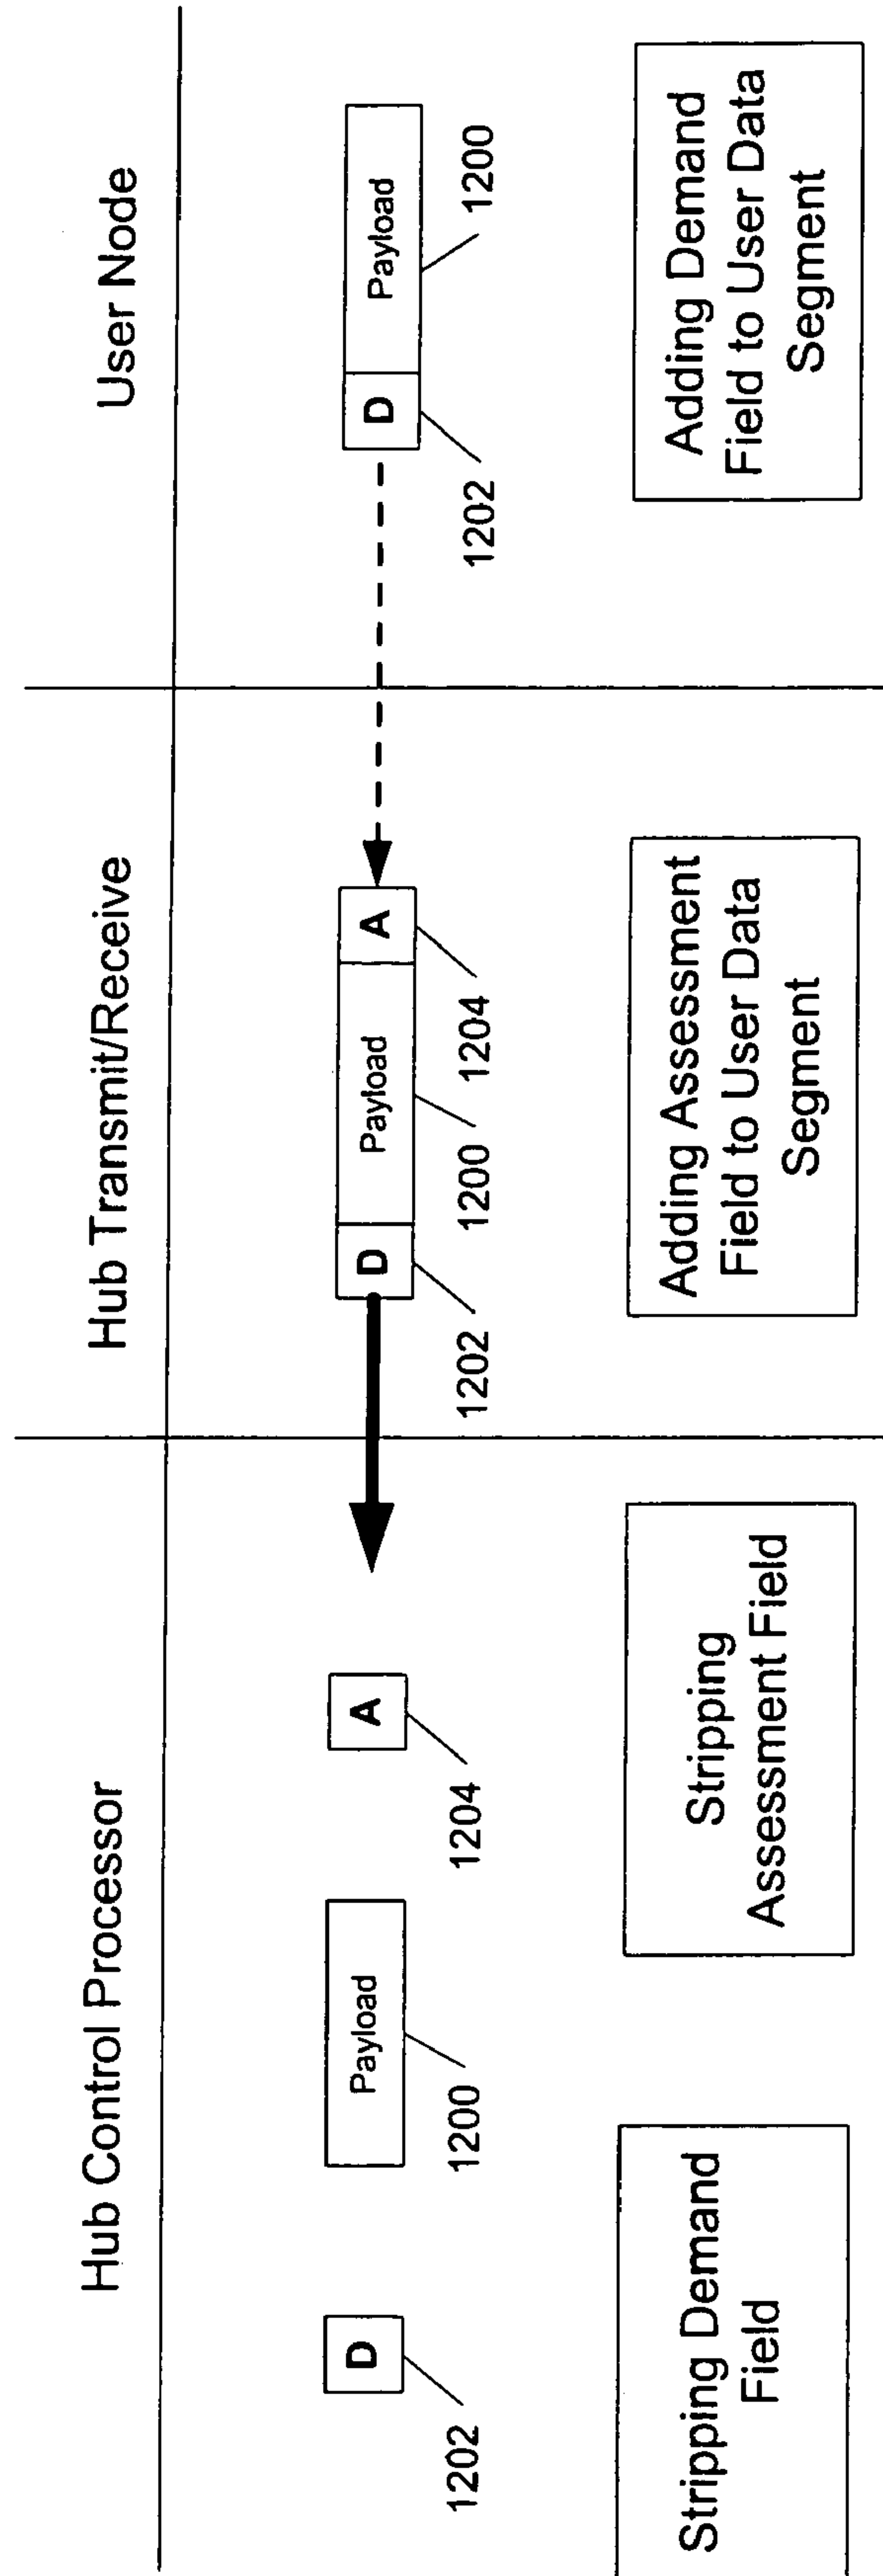 Hub Control Processor
Hub Transmit/Receive
User Node
D
Payload
A
D
Payload
A
D
Payload
1202
1200
1204
1202
1200
1204
1202
1200
Stripping Demand
Field
Stripping
Assessment Field
Adding Assessment
Field to User Data
Segment
Adding Demand
Field to User Data
Segment